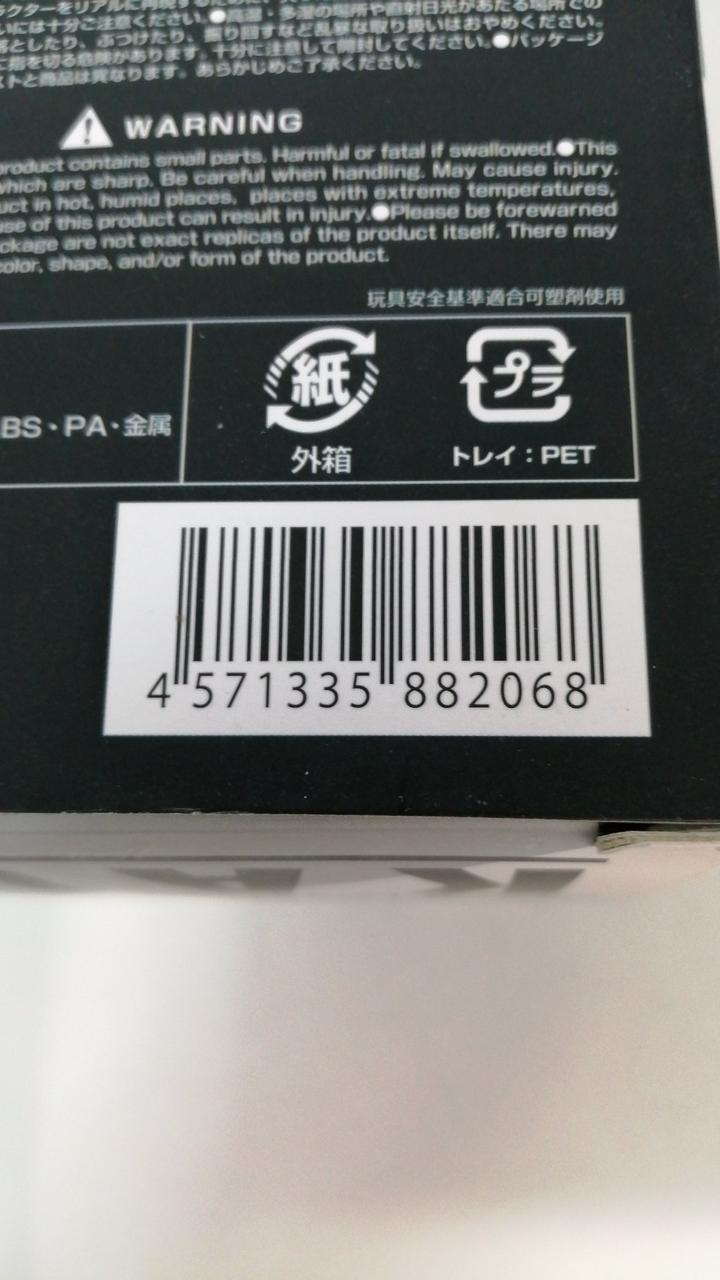 クターをリアルに再現するために、
いには十分ご注意ください。●高温・多湿の場所や直射日光があたる場所での
落としたり、ぶつけたり、振り回すなど乱暴な取り扱いはおやめください。
に指を切る危険があります。十分に注意して開封してください。●パッケージ
ストと商品は異なります。あらかじめご了承ください。
WARNING
product contains small parts. Harmful or fatal if swallowed.●This
which are sharp. Be careful when handling. May cause injury.
uct in hot, humid places, places with extreme temperatures,
use of this product can result in injury.●Please be forewarned
ckage are not exact replicas of the product itself. There may
color, shape, and/or form of the product.
玩具安全基準適合可塑剤使用
BS・PA・金属
紙
外箱
プラ
トレイ：PET
4 571335 882068